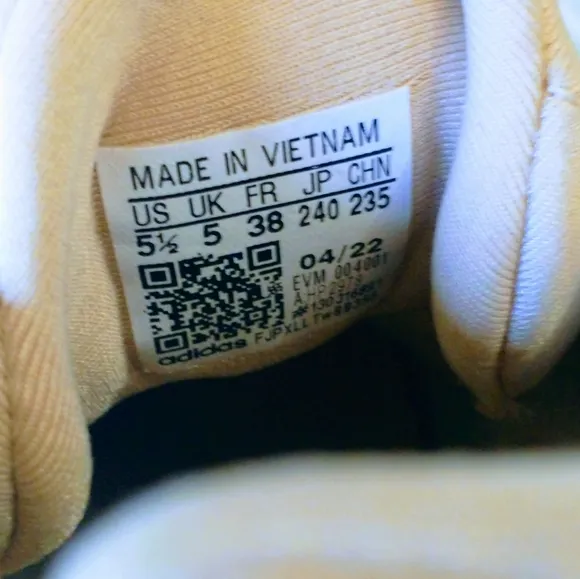 MADE IN VIETNAM
US UK FR JP CHN
5½ 5 38 240 235
04/22
EVM 004001
adidas FJPXLL